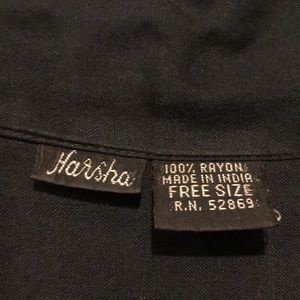 Harsha
100% RAYON
MADE IN INDIA
FREE SIZE
R.N. 52869